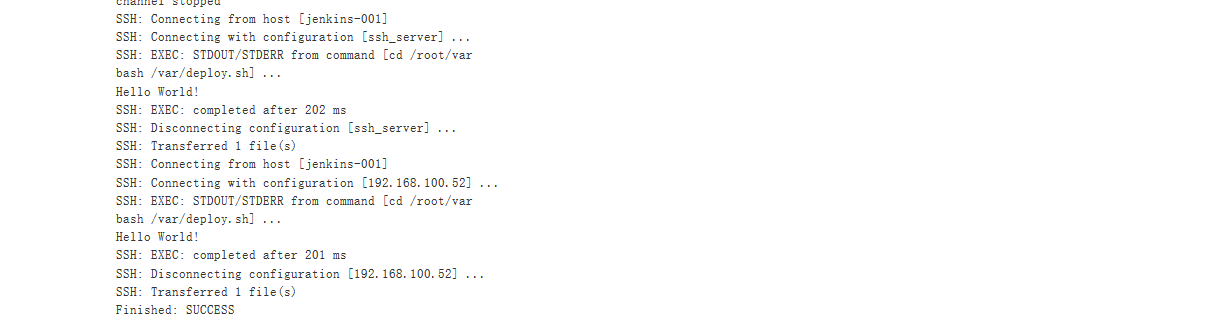 channel stopped
SSH: Connecting from host [jenkins-001]
SSH: Connecting with configuration [ssh_server] ...
SSH: EXEC: STDOUT/STDERR from command [cd /root/var
bash /var/deploy.sh] ...
Hello World!
SSH: EXEC: completed after 202 ms
SSH: Disconnecting configuration [ssh_server] ...
SSH: Transferred 1 file(s)
SSH: Connecting from host [jenkins-001]
SSH: Connecting with configuration [192.168.100.52] ...
SSH: EXEC: STDOUT/STDERR from command [cd /root/var
bash /var/deploy.sh] ...
Hello World!
SSH: EXEC: completed after 201 ms
SSH: Disconnecting configuration [192.168.100.52] ...
SSH: Transferred 1 file(s)
Finished: SUCCESS